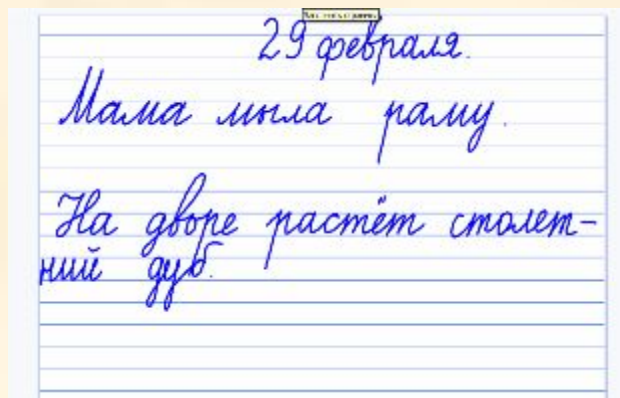 29 февраля.
Мама мыла раму.
На дворе растёт столет-
ний дуб.